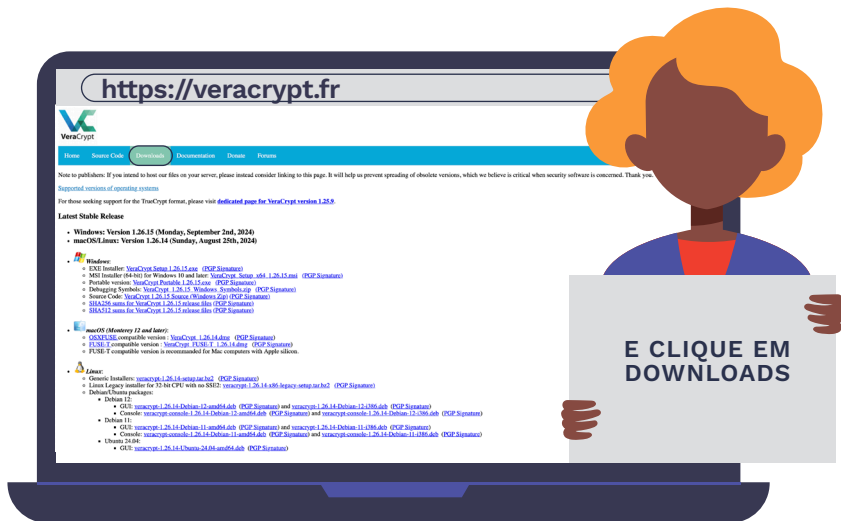 https://veracrypt.fr
VeraCrypt
Home Source Code Downloads Documentation Donate Forums
Note to publishers: If you intend to host our files on your server, please instead consider linking to this page. It will help us prevent spreading of obsolete versions, which we believe is critical when security software is concerned. Thank you.
Supported versions of operating systems
For those seeking support for the TrueCrypt format, please visit dedicated page for VeraCrypt version 1.25.9.
Latest Stable Release
• Windows: Version 1.26.15 (Monday, September 2nd, 2024)
• macOS/Linux: Version 1.26.14 (Sunday, August 25th, 2024)
• Windows:
○ EXE Installer: VeraCrypt Setup 1.26.15.exe (PGP Signature)
○ MSI Installer (64-bit) for Windows 10 and later: VeraCrypt_Setup_x64_1.26.15.msi (PGP Signature)
○ Portable version: VeraCrypt Portable 1.26.15.exe (PGP Signature)
○ Debugging Symbols: VeraCrypt_1.26.15_Windows_Symbols.zip (PGP Signature)
○ Source Code: VeraCrypt 1.26.15 Source (Windows Zip) (PGP Signature)
○ SHA256 sums for VeraCrypt 1.26.15 release files (PGP Signature)
○ SHA512 sums for VeraCrypt 1.26.15 release files (PGP Signature)
• macOS (Monterey 12 and later):
○ OSXFUSE compatible version : VeraCrypt_1.26.14.dmg (PGP Signature)
○ FUSE-T compatible version : VeraCrypt_FUSE-T_1.26.14.dmg (PGP Signature)
○ FUSE-T compatible version is recommanded for Mac computers with Apple silicon.
• Linux:
○ Generic Installers: veracrypt-1.26.14-setup.tar.bz2 (PGP Signature)
○ Linux Legacy installer for 32-bit CPU with no SSE2: veracrypt-1.26.14-x86-legacy-setup.tar.bz2 (PGP Signature)
○ Debian/Ubuntu packages:
▪ Debian 12:
▪ GUI: veracrypt-1.26.14-Debian-12-amd64.deb (PGP Signature) and veracrypt-1.26.14-Debian-12-i386.deb (PGP Signature)
▪ Console: veracrypt-console-1.26.14-Debian-12-amd64.deb (PGP Signature) and veracrypt-console-1.26.14-Debian-12-i386.deb (PGP Signature)
▪ Debian 11:
▪ GUI: veracrypt-1.26.14-Debian-11-amd64.deb (PGP Signature) and veracrypt-1.26.14-Debian-11-i386.deb (PGP Signature)
▪ Console: veracrypt-console-1.26.14-Debian-11-amd64.deb (PGP Signature) and veracrypt-console-1.26.14-Debian-11-i386.deb (PGP Signature)
▪ Ubuntu 24.04:
▪ GUI: veracrypt-1.26.14-Ubuntu-24.04-amd64.deb (PGP Signature)
E CLIQUE EM
DOWNLOADS